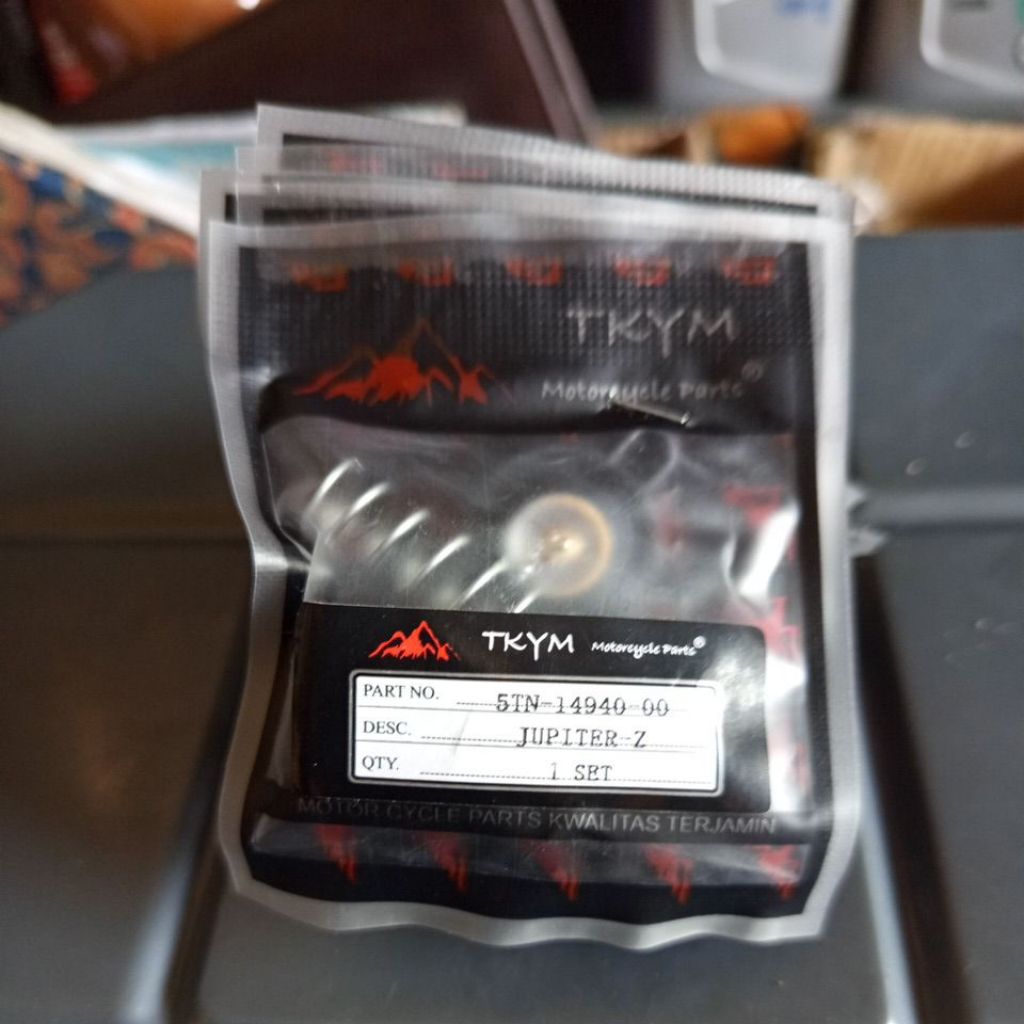 TKYM
Motorcycle Parts®
TKYM Motorcycle Parts®
PART NO. 5TN-14940-00
DESC. JUPITER-Z
QTY. 1 SET
MOTOR CYCLE PARTS KWALITAS TERJAMIN